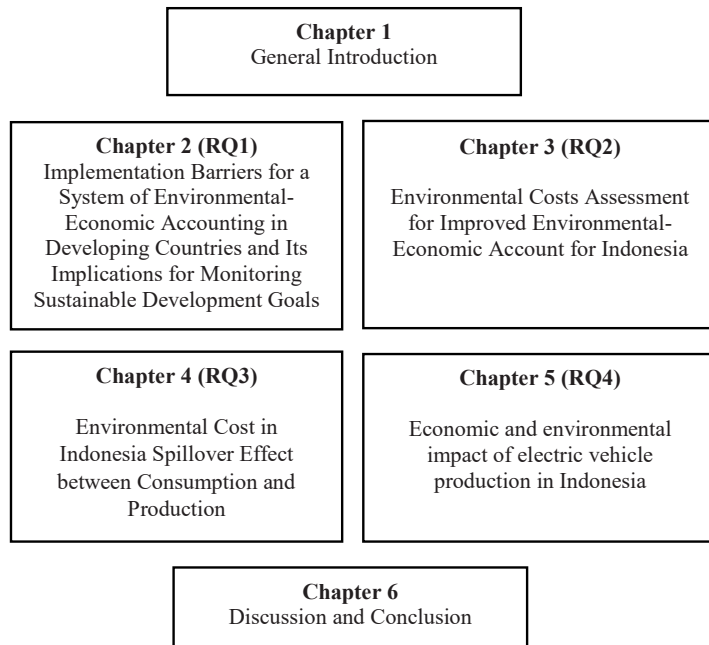 Chapter 1
General Introduction
Chapter 2 (RQ1)
Implementation Barriers for a
System of Environmental-
Economic Accounting in
Developing Countries and Its
Implications for Monitoring
Sustainable Development Goals
Chapter 3 (RQ2)
Environmental Costs Assessment
for Improved Environmental-
Economic Account for Indonesia
Chapter 4 (RQ3)
Environmental Cost in
Indonesia Spillover Effect
between Consumption and
Production
Chapter 5 (RQ4)
Economic and environmental
impact of electric vehicle
production in Indonesia
Chapter 6
Discussion and Conclusion